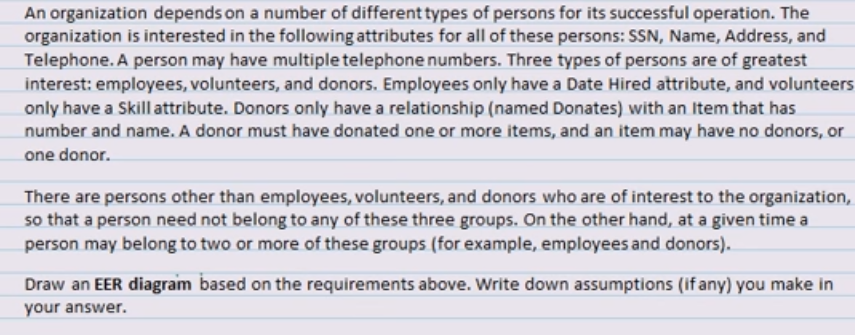 An organization depends on a number of different types of persons for its successful operation. The
organization is interested in the following attributes for all of these persons: SSN, Name, Address, and
Telephone. A person may have multiple telephone numbers. Three types of persons are of greatest
interest: employees, volunteers, and donors. Employees only have a Date Hired attribute, and volunteers
only have a Skill attribute. Donors only have a relationship (named Donates) with an Item that has
number and name. A donor must have donated one or more items, and an item may have no donors, or
one donor.
There are persons other than employees, volunteers, and donors who are of interest to the organization,
so that a person need not belong to any of these three groups. On the other hand, at a given time a
person may belong to two or more of these groups (for example, employees and donors).
Draw an EER diagram based on the requirements above. Write down assumptions (if any) you make in
your answer.